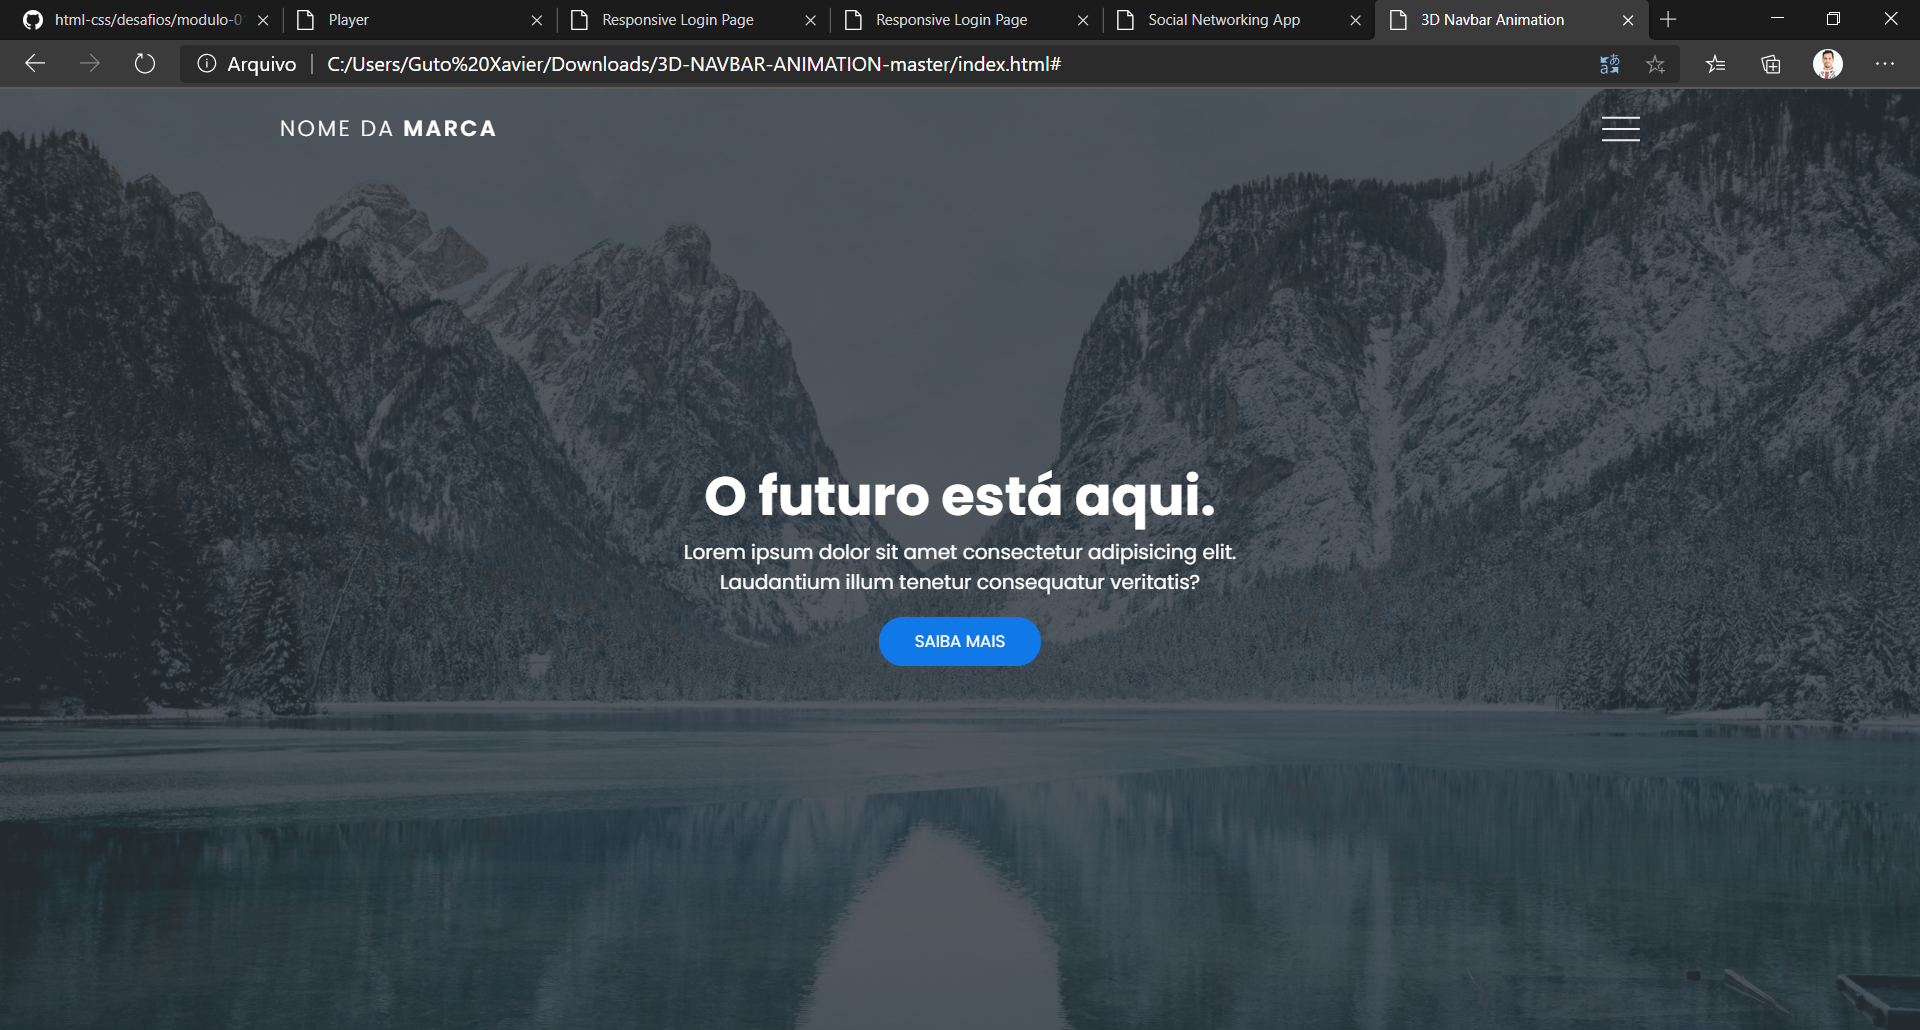 html-css/desafios/modulo-0
Player
Responsive Login Page
Responsive Login Page
Social Networking App
3D Navbar Animation
Arquivo
C:/Users/Guto%20Xavier/Downloads/3D-NAVBAR-ANIMATION-master/index.html#
NOME DA MARCA
O futuro está aqui.
Lorem ipsum dolor sit amet consectetur adipisicing elit.
Laudantium illum tenetur consequatur veritatis?
SAIBA MAIS